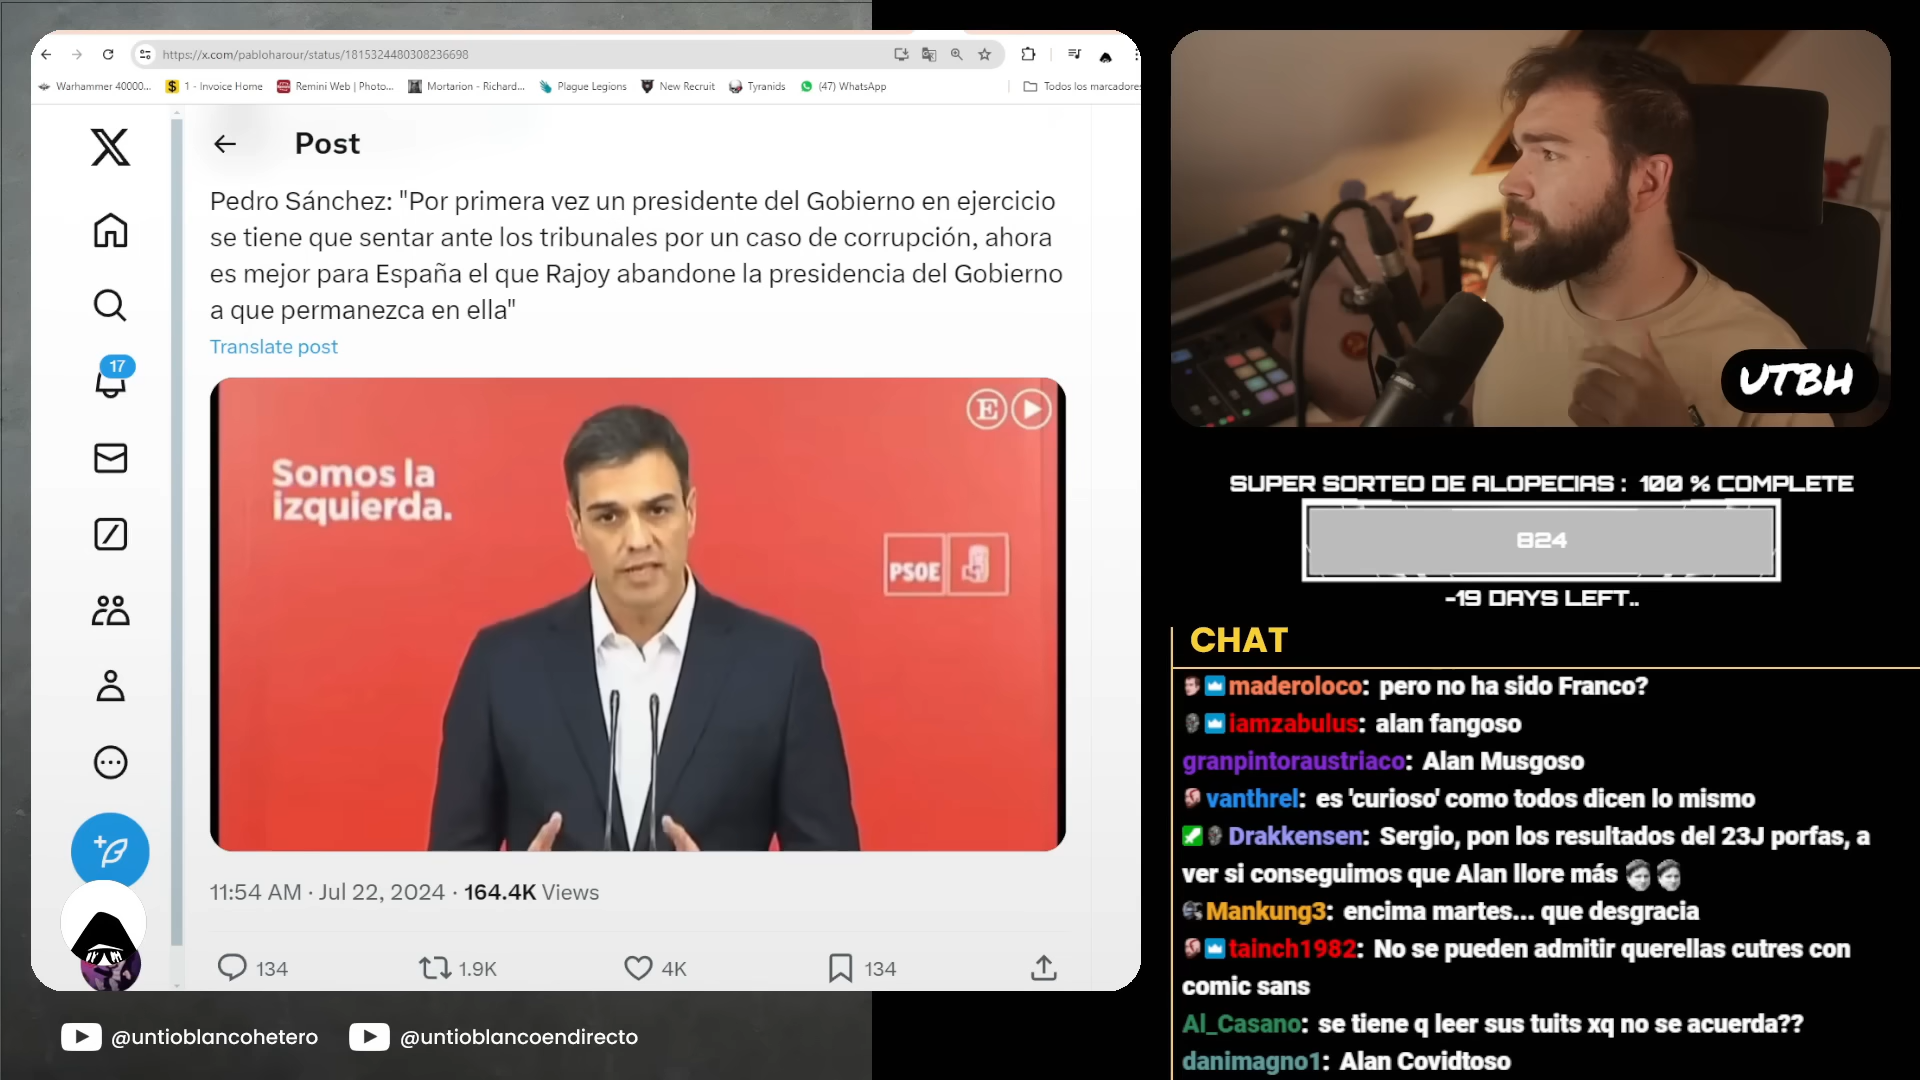 https://x.com/pabloharour/status/1815324480308236698
Warhammer 40000...
1 - Invoice Home
Remini Web | Photo...
Mortarion - Richard...
Plague Legions
New Recruit
Tyranids
(47) WhatsApp
Todos los marcadores
Post
Pedro Sánchez: "Por primera vez un presidente del Gobierno en ejercicio
se tiene que sentar ante los tribunales por un caso de corrupción, ahora
es mejor para España el que Rajoy abandone la presidencia del Gobierno
a que permanezca en ella"
Translate post
17
Somos la
izquierda.
E
PSOE
11:54 AM · Jul 22, 2024 · 164.4K Views
134
1.9K
4K
134
@untioblancohetero
@untioblancoendirecto
UTBH
SUPER SORTEO DE ALOPECIAS : 100 % COMPLETE
824
-19 DAYS LEFT..
CHAT
maderoloco: pero no ha sido Franco?
iamzabulus: alan fangoso
granpintoraustriaco: Alan Musgoso
vanthrel: es 'curioso' como todos dicen lo mismo
Drakkensen: Sergio, pon los resultados del 23J porfas, a
ver si conseguimos que Alan llore más
Mankung3: encima martes... que desgracia
tainch1982: No se pueden admitir querellas cutres con
comic sans
Al_Casano: se tiene q leer sus tuits xq no se acuerda??
danimagno1: Alan Covidtoso